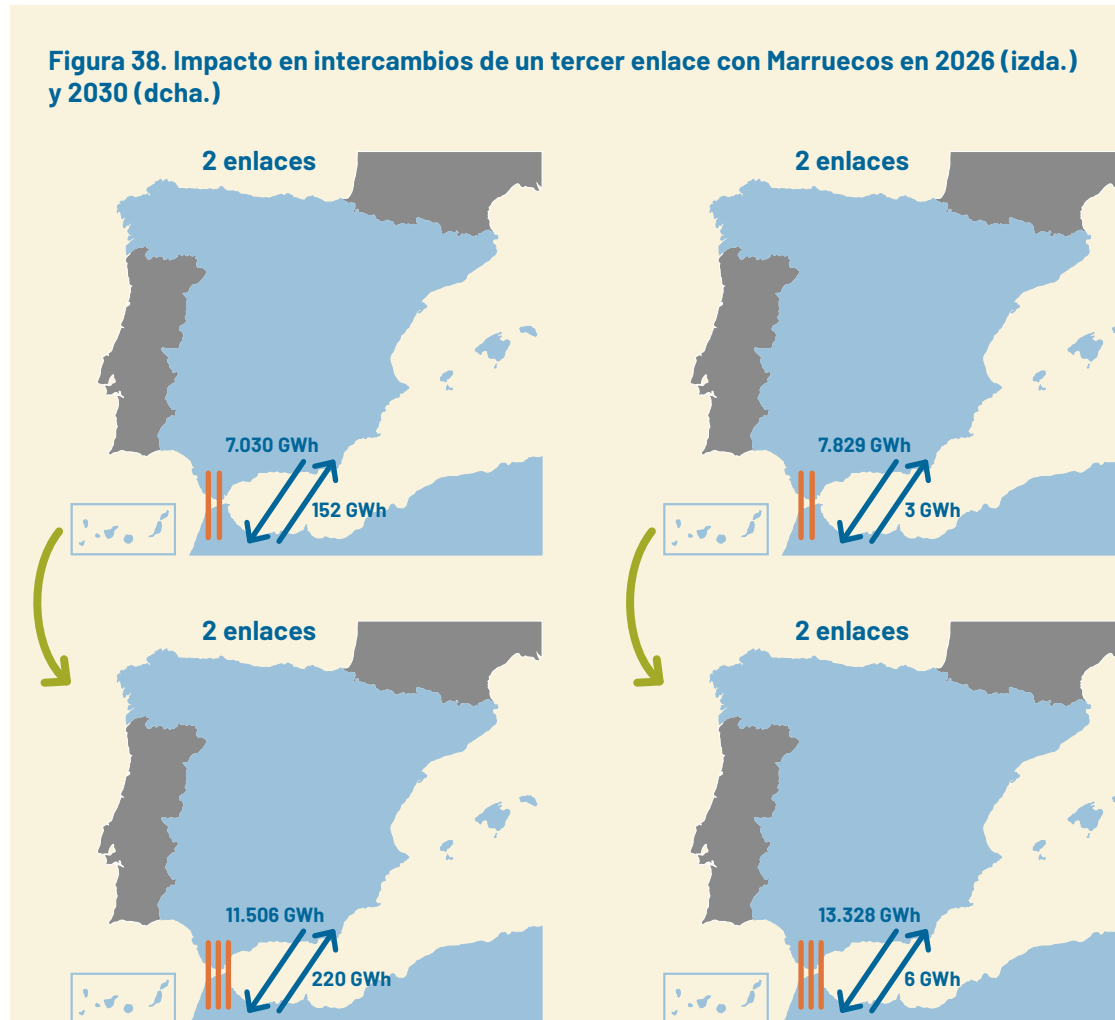 Figura 38. Impacto en intercambios de un tercer enlace con Marruecos en 2026 (izda.)
y 2030 (dcha.)
2 enlaces
2 enlaces
7.030 GWh
7.829 GWh
152 GWh
3 GWh
2 enlaces
2 enlaces
11.506 GWh
13.328 GWh
220 GWh
6 GWh